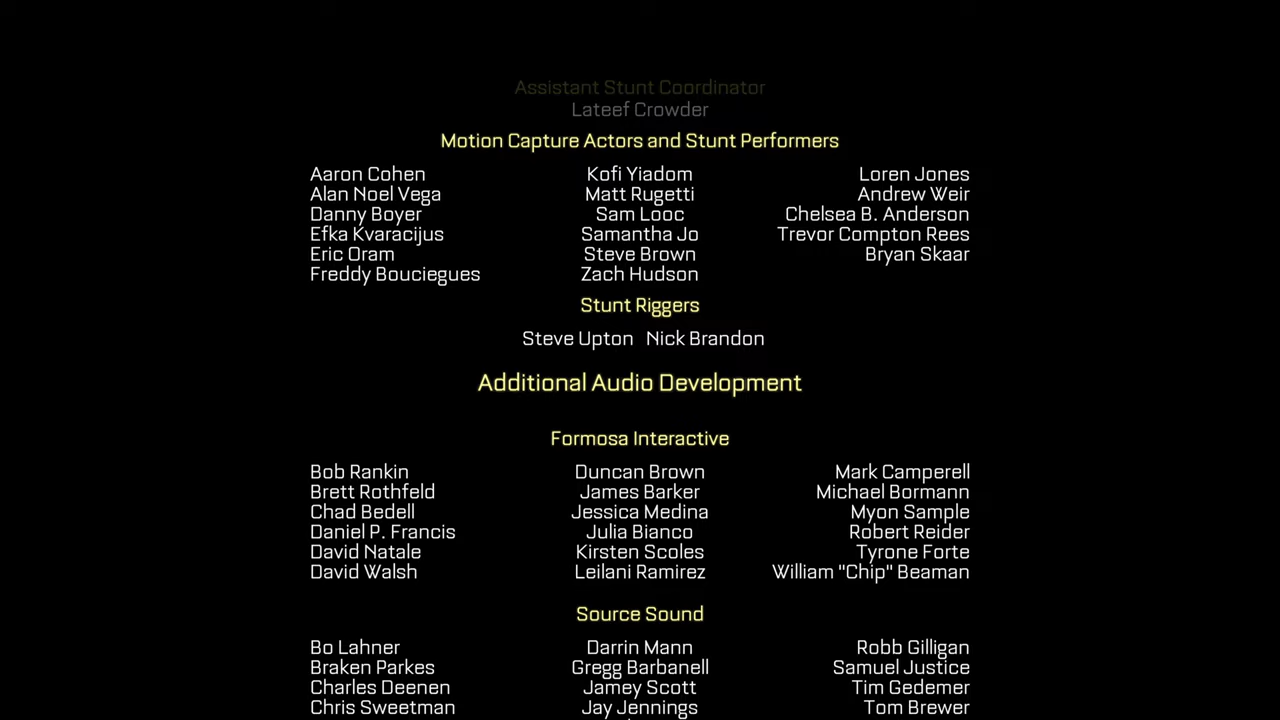 Assistant Stunt Coordinator
Lateef Crowder
Motion Capture Actors and Stunt Performers
Aaron Cohen Kofi Yiadom Loren Jones
Alan Noel Vega Matt Rugetti Andrew Weir
Danny Boyer Sam Looc Chelsea B. Anderson
Efka Kvaracijus Samantha Jo Trevor Compton Rees
Eric Oram Steve Brown Bryan Skaar
Freddy Bouciegues Zach Hudson
Stunt Riggers
Steve Upton Nick Brandon
Additional Audio Development
Formosa Interactive
Bob Rankin Duncan Brown Mark Camperell
Brett Rothfeld James Barker Michael Bormann
Chad Bedell Jessica Medina Myon Sample
Daniel P. Francis Julia Bianco Robert Reider
David Natale Kirsten Scoles Tyrone Forte
David Walsh Leilani Ramirez William "Chip" Beaman
Source Sound
Bo Lahner Darrin Mann Robb Gilligan
Braken Parkes Gregg Barbanell Samuel Justice
Charles Deenen Jamey Scott Tim Gedemer
Chris Sweetman Jay Jennings Tom Brewer